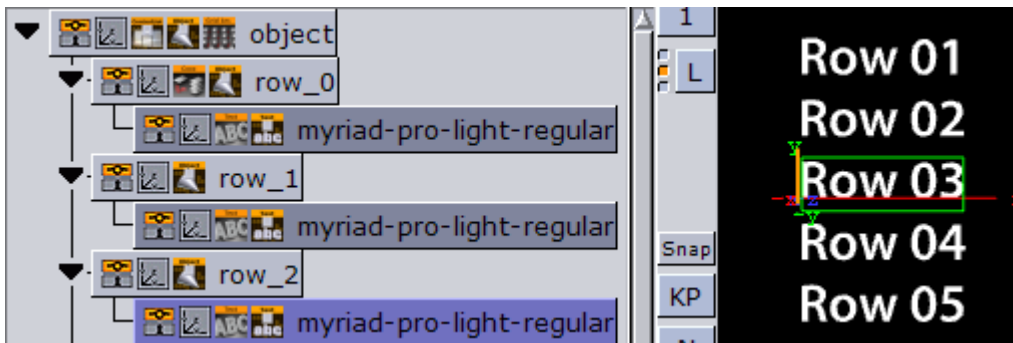 object
row_0
myriad-pro-light-regular
row_1
myriad-pro-light-regular
row_2
myriad-pro-light-regular
1
L
Snap
KP
Row 01
Row 02
y
Row 03
x z
y
Row 04
Row 05